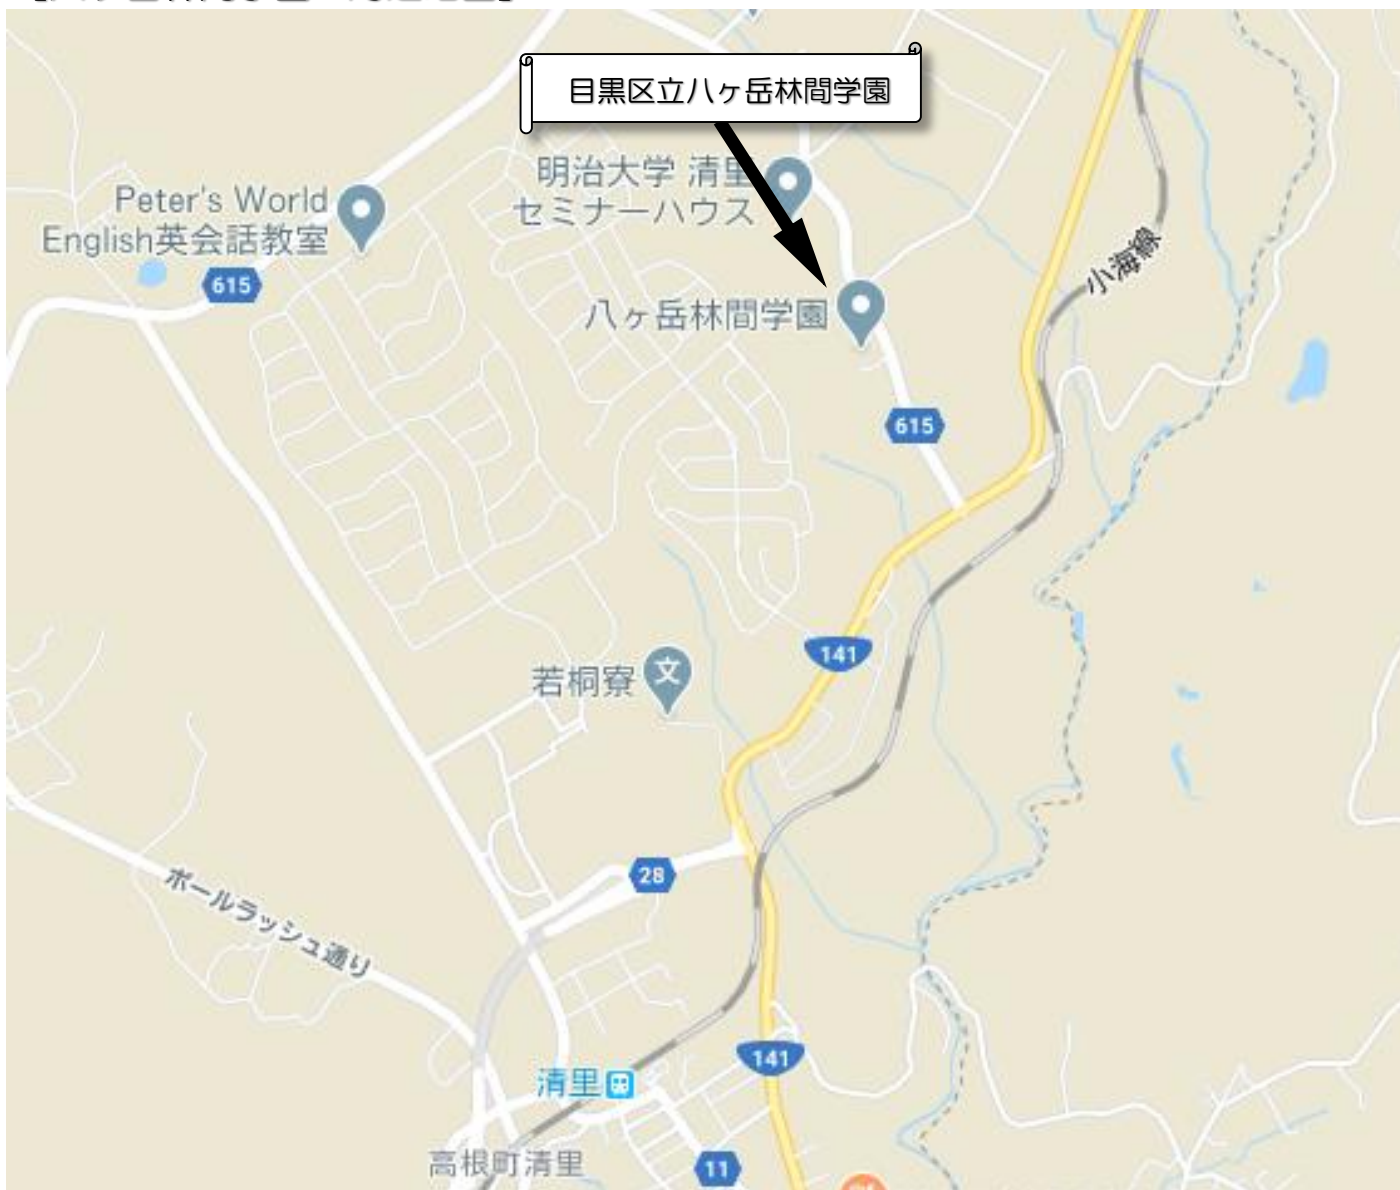 目黒区立八ヶ岳林間学園
明治大学 清里
セミナーハウス
Peter's World
English英会話教室
615
小海線
八ヶ岳林間学園
615
141
若桐寮
文
28
ポールラッシュ通り
141
清里
高根町清里
11